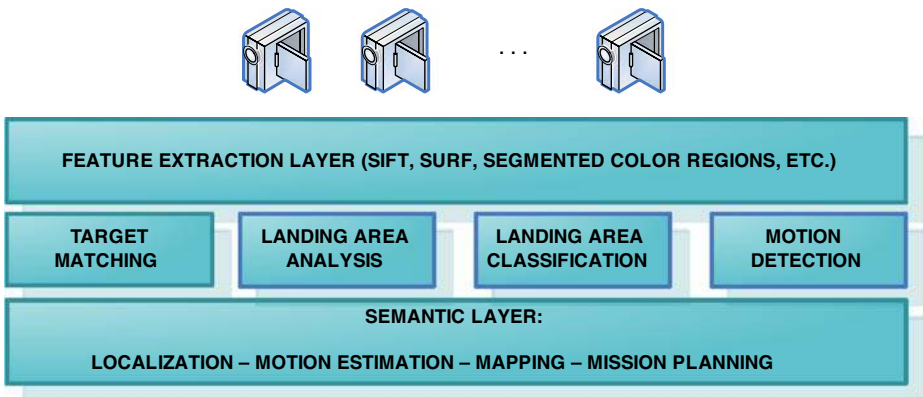 . . .
FEATURE EXTRACTION LAYER (SIFT, SURF, SEGMENTED COLOR REGIONS, ETC.)
TARGET
MATCHING
LANDING AREA
ANALYSIS
LANDING AREA
CLASSIFICATION
MOTION
DETECTION
SEMANTIC LAYER:
LOCALIZATION – MOTION ESTIMATION – MAPPING – MISSION PLANNING